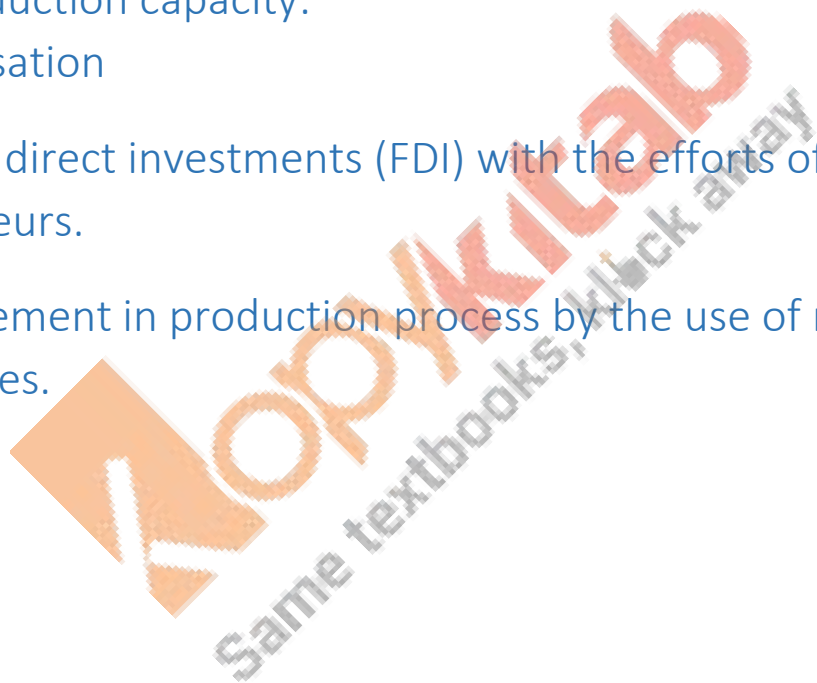 uction capacity.
sation
direct investments (FDI) with the efforts of
eurs.
ement in production process by the use of
es.
kopykitab
Same textbooks, klick away